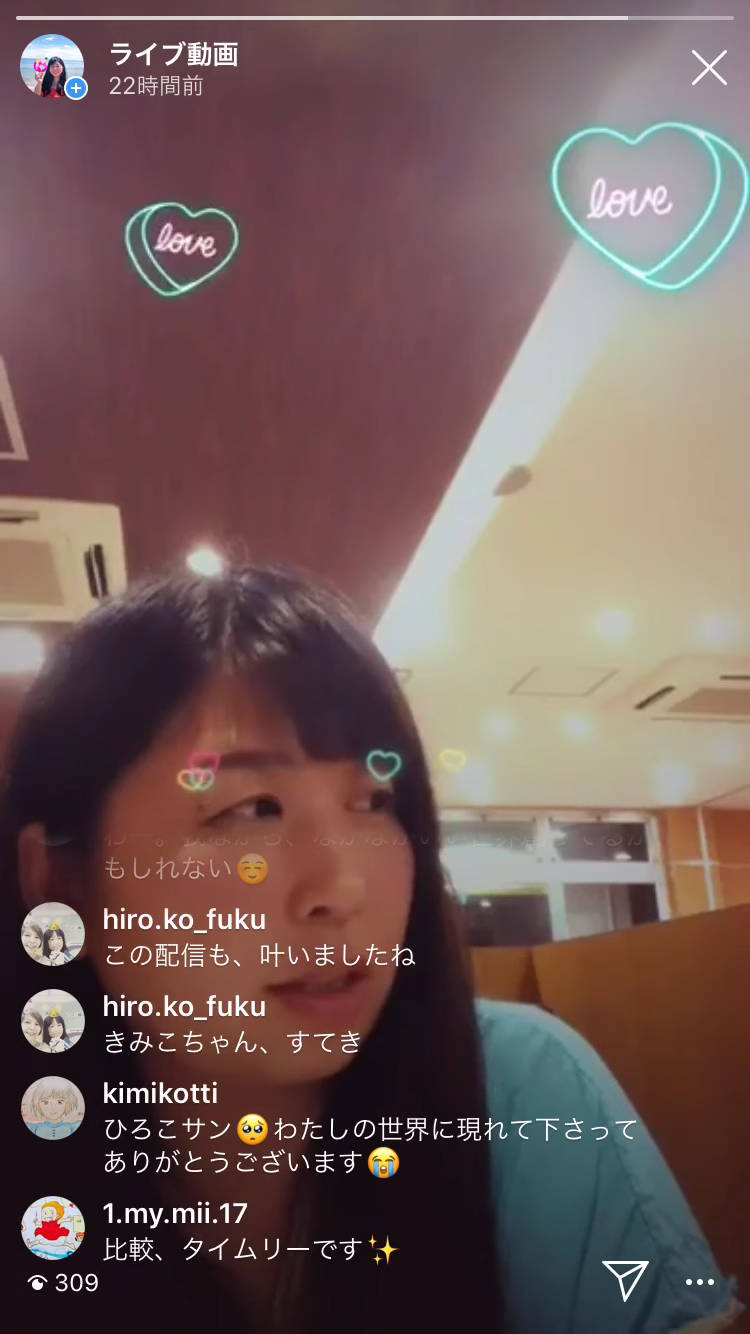 ライブ動画
22時間前
love
love
もしれない☺️
hiro.ko_fuku
この配信も、叶いましたね
hiro.ko_fuku
きみこちゃん、すてき
kimikotti
ひろこサン🥺わたしの世界に現れて下さって
ありがとうございます😭
1.my.mii.17
比較、タイムリーです✨
309